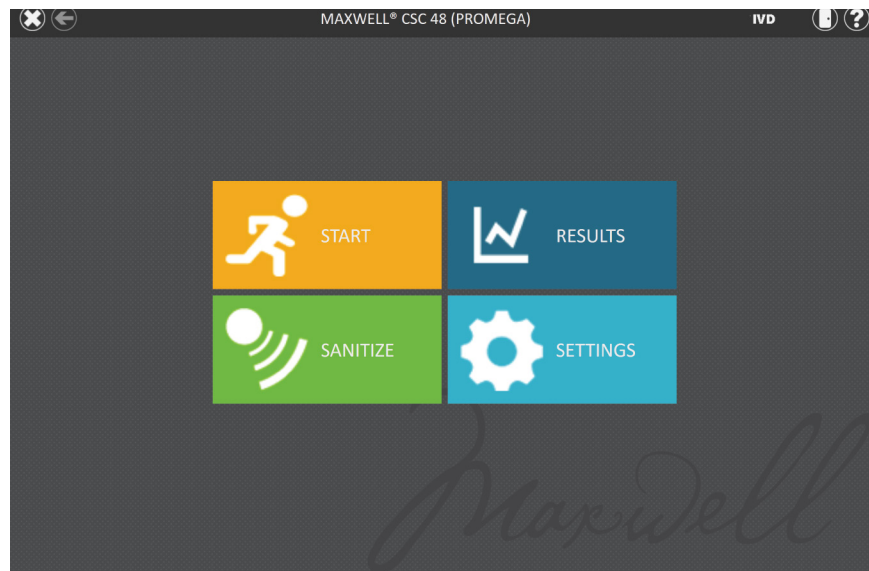 MAXWELL® CSC 48 (PROMEGA) IVD ?
START
RESULTS
SANITIZE
SETTINGS
Maxwell